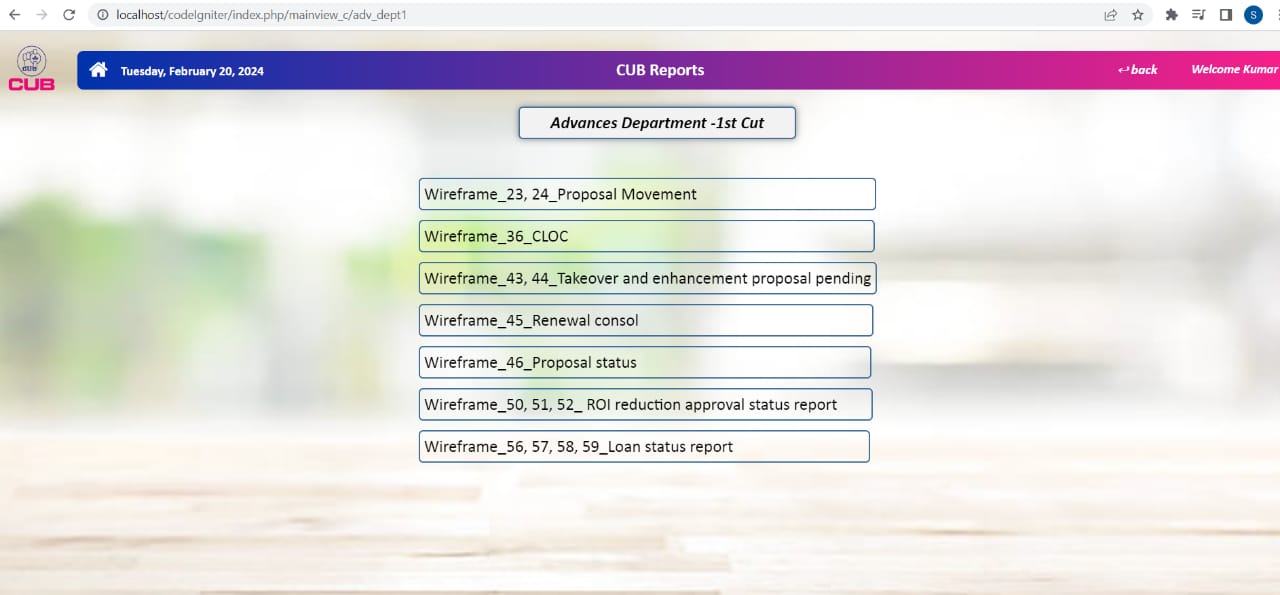 localhost/codeIgniter/index.php/mainview_c/adv_dept1
S
CUB
CUB
Tuesday, February 20, 2024
CUB Reports
back
Welcome Kumar
Advances Department -1st Cut
Wireframe_23, 24_Proposal Movement
Wireframe_36_CLOC
Wireframe_43, 44_Takeover and enhancement proposal pending
Wireframe_45_Renewal consol
Wireframe_46_Proposal status
Wireframe_50, 51, 52_ ROI reduction approval status report
Wireframe_56, 57, 58, 59_Loan status report